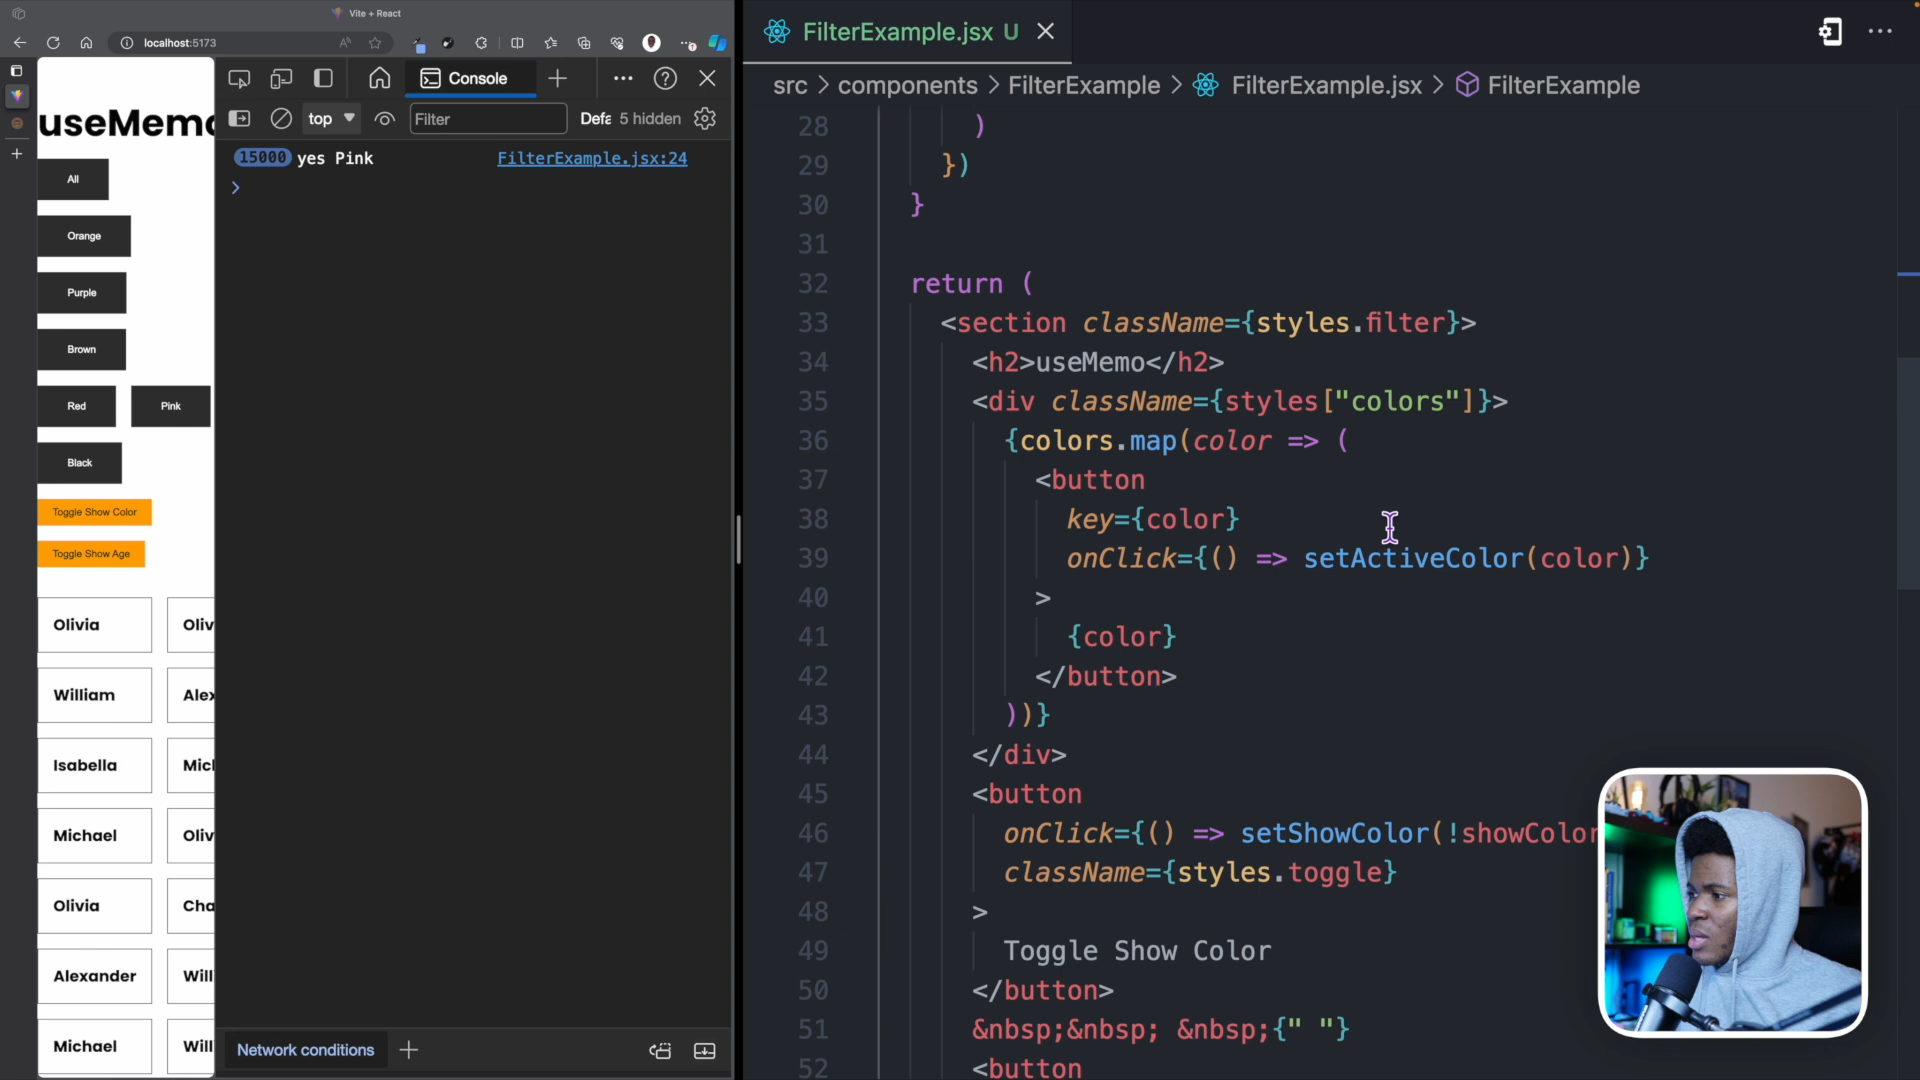 Vite + React
localhost:5173
useMemo
All
Orange
Purple
Brown
Red
Pink
Black
Toggle Show Color
Toggle Show Age
Olivia
Oliv
William
Alex
Isabella
Mich
Michael
Oliv
Olivia
Cha
Alexander
Will
Michael
Will
Console
top
Filter
Defa
5 hidden
15000 yes Pink
FilterExample.jsx:24
Network conditions
FilterExample.jsx U
src > components > FilterExample > FilterExample.jsx > FilterExample
28 )
29 })
30 }
31
32 return (
33 <section className={styles.filter}>
34 <h2>useMemo</h2>
35 <div className={styles["colors"]}>
36 {colors.map(color => (
37 <button
38 key={color}
39 onClick={() => setActiveColor(color)}
40 >
41 {color}
42 </button>
43 ))}
44 </div>
45 <button
46 onClick={() => setShowColor(!showColor
47 className={styles.toggle}
48 >
49 Toggle Show Color
50 </button>
51 &nbsp;&nbsp; &nbsp;{" "}
52 <button